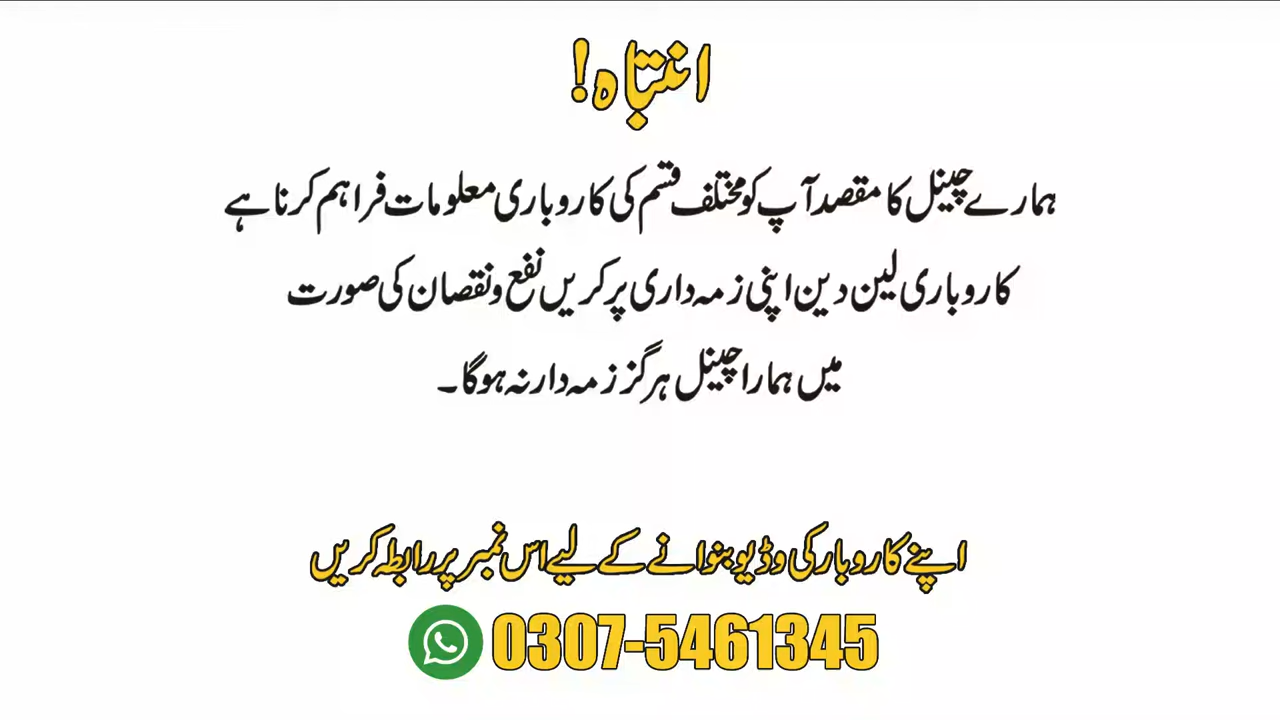 انتباہ!
ہمارے چینل کا مقصد آپ کو مختلف قسم کی کاروباری معلومات فراہم کرنا ہے
کاروباری لین دین اپنی زمہ داری پر کریں نفع و نقصان کی صورت
میں ہمارا چینل ہرگز زمہ دار نہ ہوگا۔
اپنے کاروبار کی وڈیو بنوانے کے لیے اس نمبر پر رابطہ کریں
0307-5461345